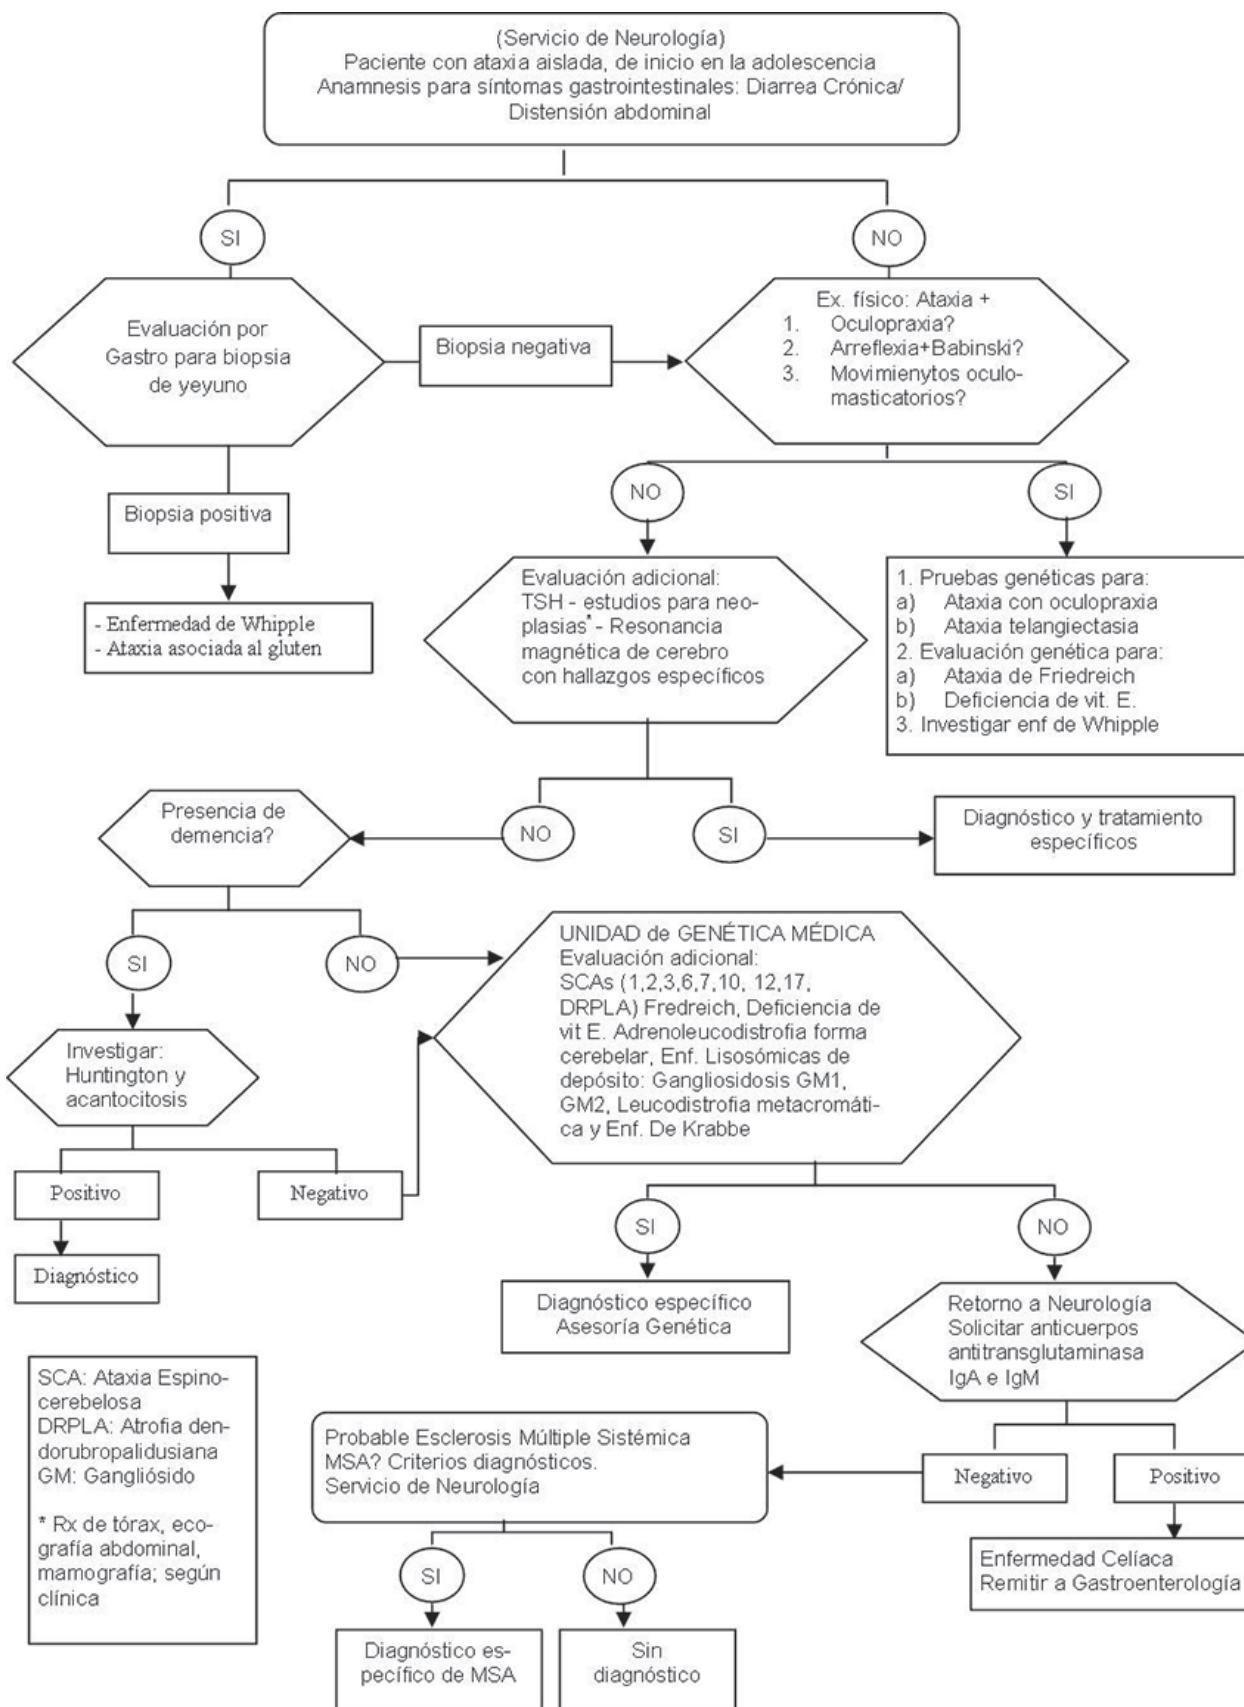 (Servicio de Neurología)
Paciente con ataxia aislada, de inicio en la adolescencia
Anamnesis para síntomas gastrointestinales: Diarrea Crónica/
Distensión abdominal
SI
NO
Evaluación por
Gastro para biopsia
de yeyuno
Biopsia negativa
Ex. físico: Ataxia +
1. Oculopraxia?
2. Arreflexia+Babinski?
3. Movimienytos oculo-
masticatorios?
Biopsia positiva
- Enfermedad de Whipple
- Ataxia asociada al gluten
NO
SI
Evaluación adicional:
TSH - estudios para neo-
plasias* - Resonancia
magnética de cerebro
con hallazgos específicos
1. Pruebas genéticas para:
a) Ataxia con oculopraxia
b) Ataxia telangiectasia
2. Evaluación genética para:
a) Ataxia de Friedreich
b) Deficiencia de vit. E.
3. Investigar enf de Whipple
Presencia de
demencia?
NO
SI
Diagnóstico y tratamiento
específicos
SI
NO
UNIDAD de GENÉTICA MÉDICA
Evaluación adicional:
SCAs (1,2,3,6,7,10, 12,17,
DRPLA) Fredreich, Deficiencia de
vit E. Adrenoleucodistrofia forma
cerebelar, Enf. Lisosómicas de
depósito: Gangliosidosis GM1,
GM2, Leucodistrofia metacromáti-
ca y Enf. De Krabbe
Investigar:
Huntington y
acantocitosis
Positivo
Negativo
Diagnóstico
SI
NO
Diagnóstico específico
Asesoría Genética
Retorno a Neurología
Solicitar anticuerpos
antitransglutaminasa
IgA e IgM
SCA: Ataxia Espino-
cerebelosa
DRPLA: Atrofia den-
dorubropalidusiana
GM: Gangliósido
* Rx de tórax, eco-
grafía abdominal,
mamografía; según
clínica
Probable Esclerosis Múltiple Sistémica
MSA? Criterios diagnósticos.
Servicio de Neurología
Negativo
Positivo
SI
NO
Enfermedad Celíaca
Remitir a Gastroenterología
Diagnóstico es-
pecífico de MSA
Sin
diagnóstico